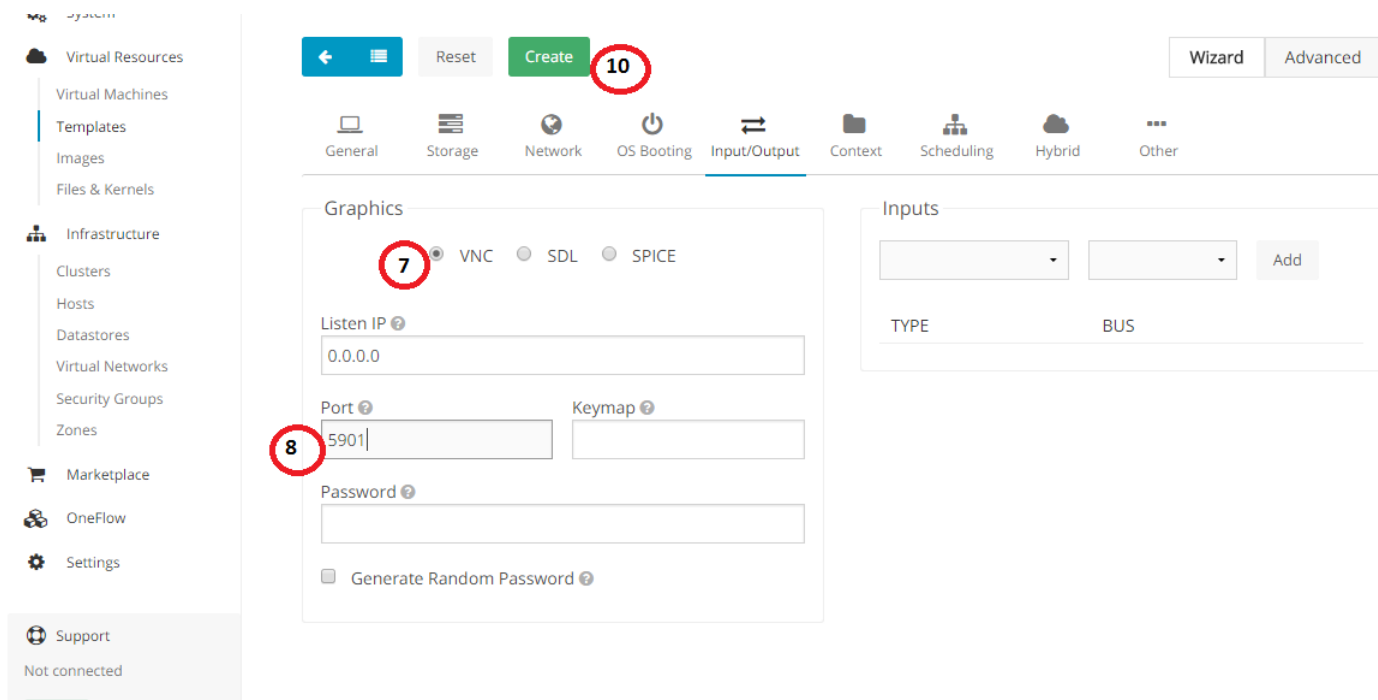 System
Virtual Resources
Virtual Machines
Templates
Images
Files & Kernels
Infrastructure
Clusters
Hosts
Datastores
Virtual Networks
Security Groups
Zones
Marketplace
OneFlow
Settings
Support
Not connected
Reset Create 10 Wizard Advanced
General Storage Network OS Booting Input/Output Context Scheduling Hybrid Other
Graphics
7 VNC SDL SPICE
Listen IP
0.0.0.0
Port Keymap
8 5901
Password
Generate Random Password
Inputs
Add
TYPE BUS